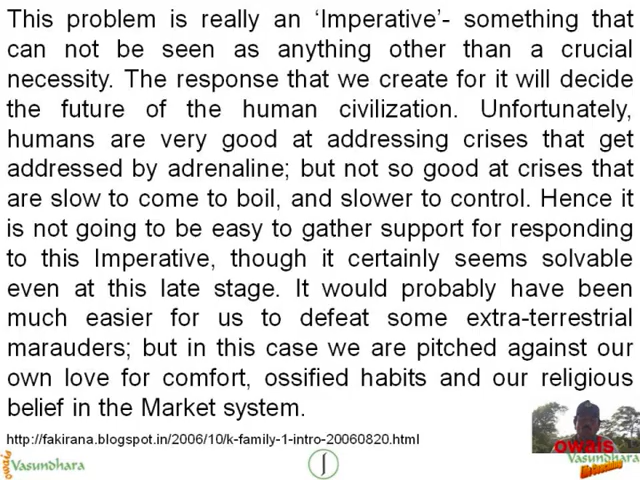 This problem is really an ‘Imperative’- something that
can not be seen as anything other than a crucial
necessity. The response that we create for it will decide
the future of the human civilization. Unfortunately,
humans are very good at addressing crises that get
addressed by adrenaline; but not so good at crises that
are slow to come to boil, and slower to control. Hence it
is not going to be easy to gather support for responding
to this Imperative, though it certainly seems solvable
even at this late stage. It would probably have been
much easier for us to defeat some extra-terrestrial
marauders; but in this case we are pitched against our
own love for comfort, ossified habits and our religious
belief in the Market system.
http://fakirana.blogspot.in/2006/10/k-family-1-intro-20060820.html
owais
owais Vasundhara
Vasundhara